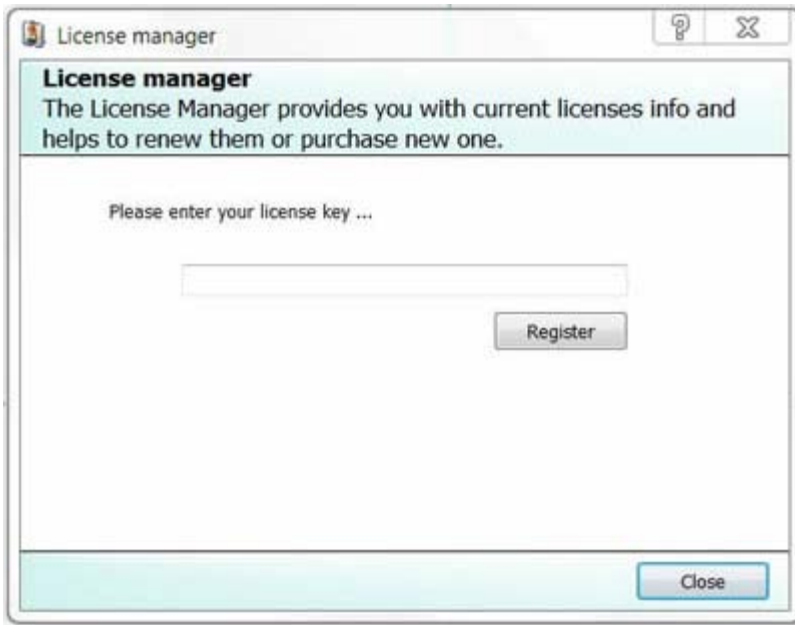 License manager
License manager
The License Manager provides you with current licenses info and
helps to renew them or purchase new one.
Please enter your license key ...
Register
Close